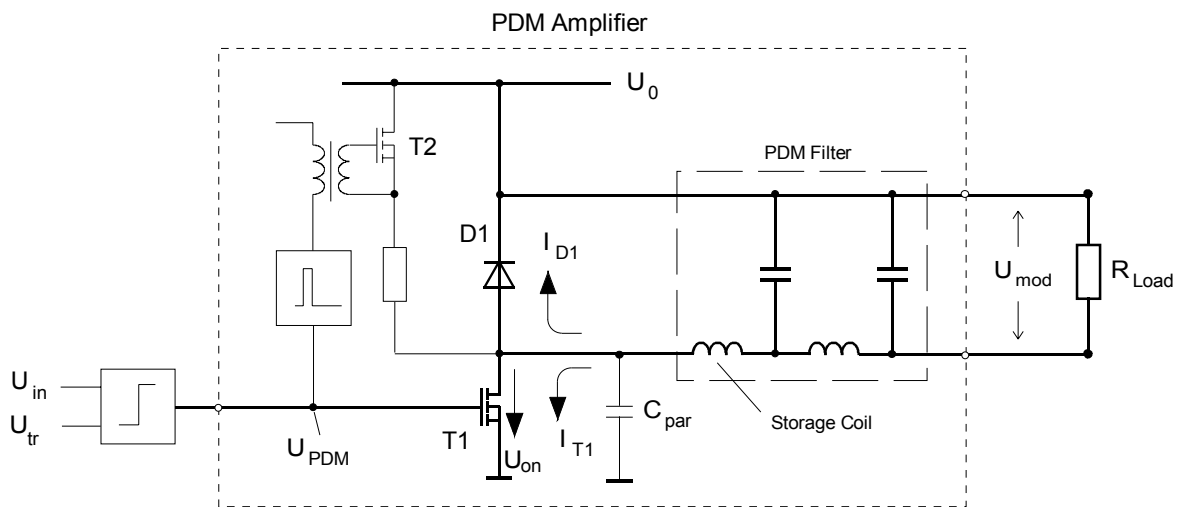 PDM Amplifier
U0
T2
PDM Filter
D1
ID1
Umod
RLoad
Uin
Utr
UPDM
T1
Uon
IT1
Cpar
Storage Coil